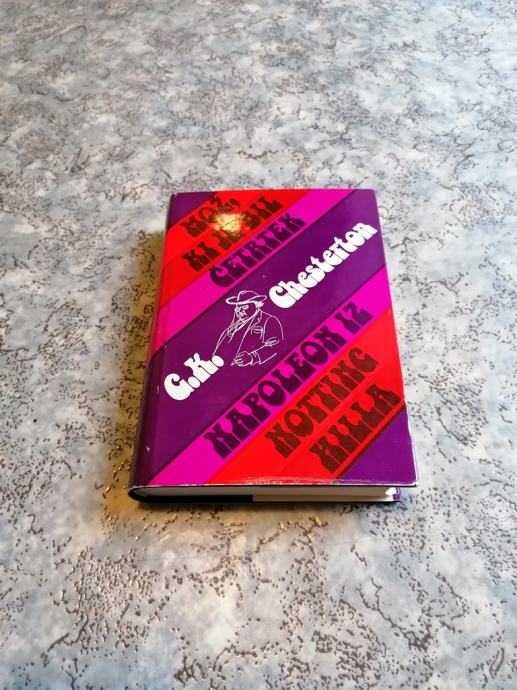 MOŽ,
KI JE BIL
ČETRTEK
G.K. Chesterton
NAPOLEON IZ
NOTTING
HILLA